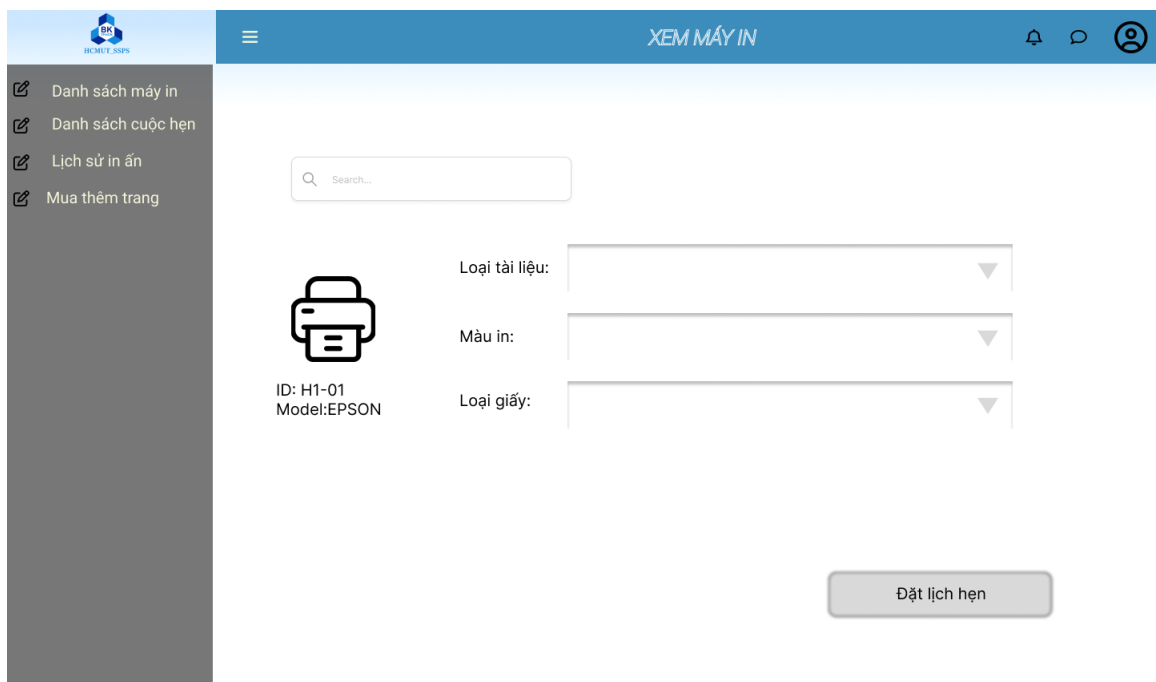 BK
HCMUT_SSPS
XEM MÁY IN
Danh sách máy in
Danh sách cuộc hẹn
Lịch sử in ấn
Mua thêm trang
Search...
Loại tài liệu:
Màu in:
Loại giấy:
ID: H1-01
Model:EPSON
Đặt lịch hẹn